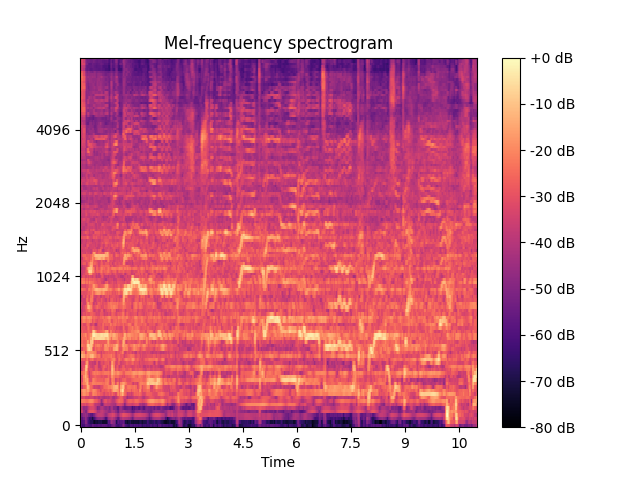 Mel-frequency spectrogram
+0 dB
-10 dB
-20 dB
-30 dB
-40 dB
-50 dB
-60 dB
-70 dB
-80 dB
Hz
4096
2048
1024
512
0
0 1.5 3 4.5 6 7.5 9 10
Time